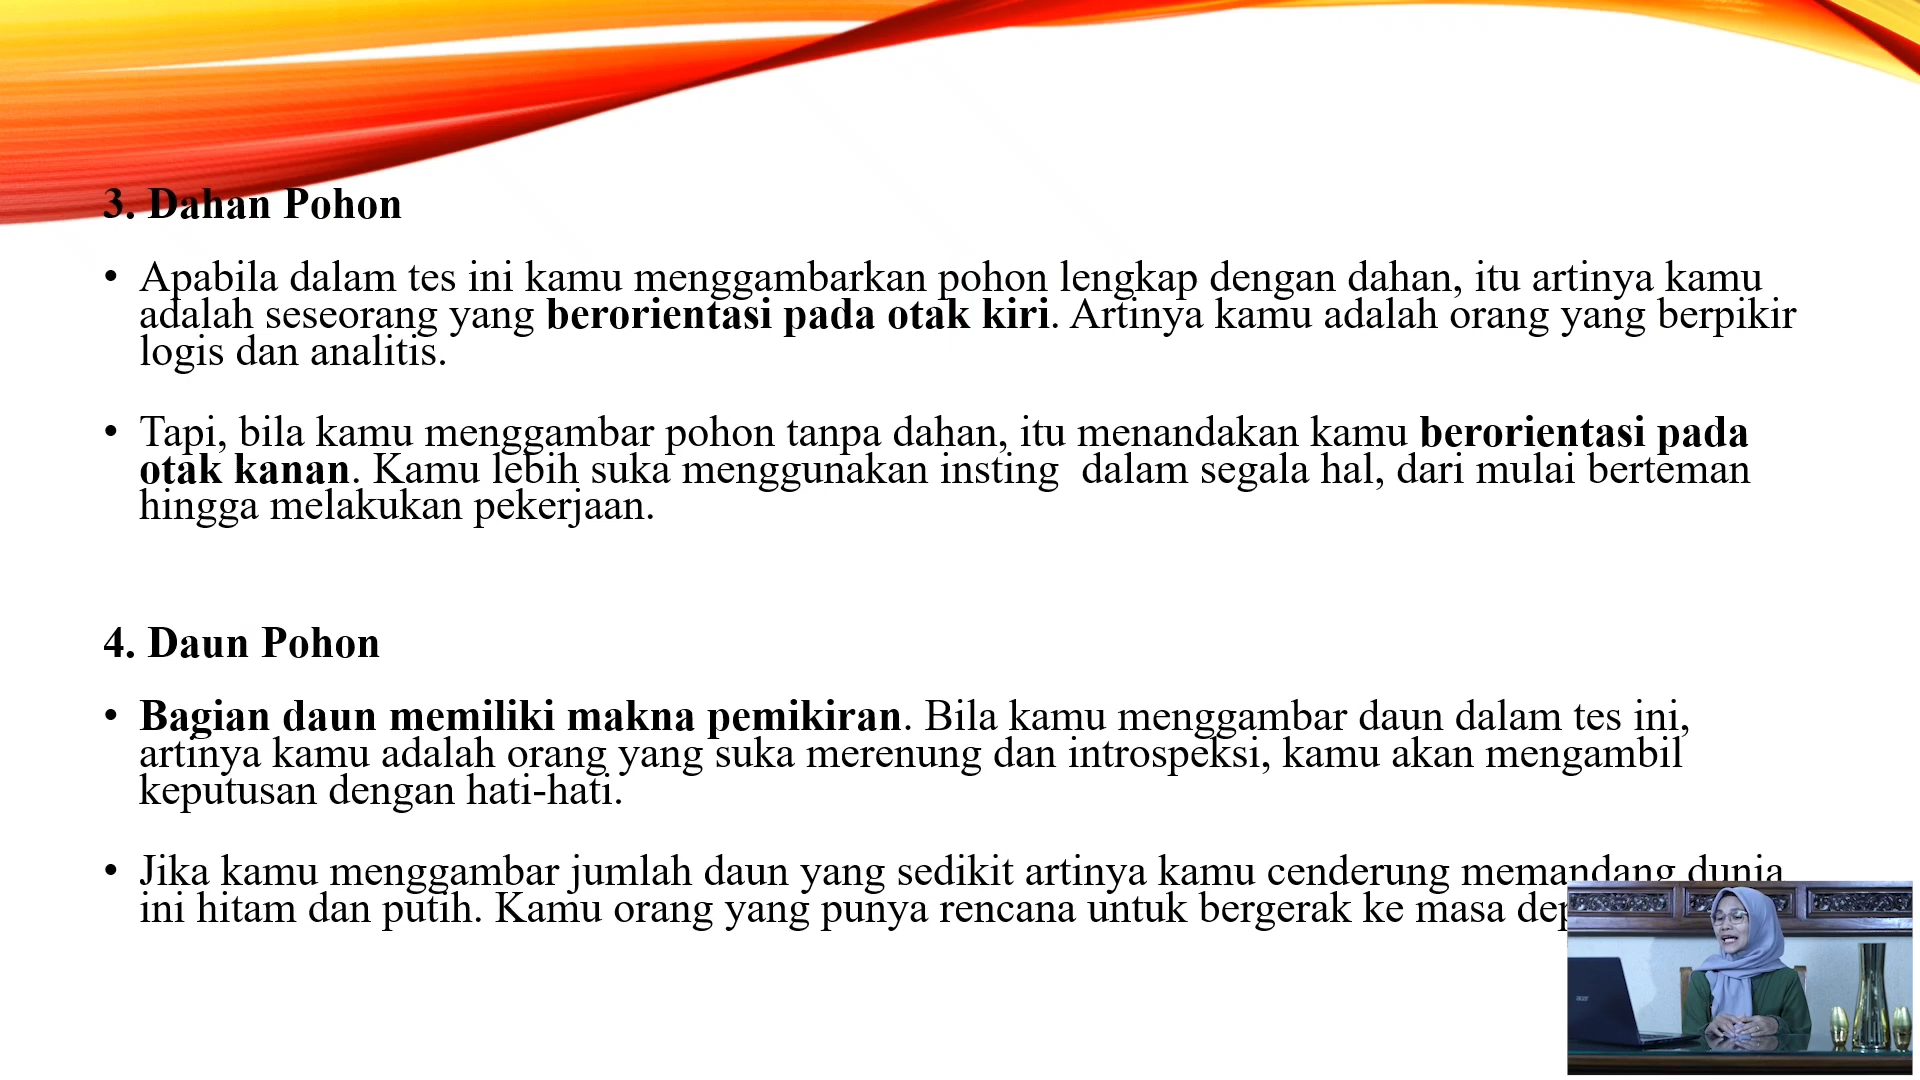 3. Dahan Pohon
• Apabila dalam tes ini kamu menggambarkan pohon lengkap dengan dahan, itu artinya kamu
adalah seseorang yang berorientasi pada otak kiri. Artinya kamu adalah orang yang berpikir
logis dan analitis.
• Tapi, bila kamu menggambar pohon tanpa dahan, itu menandakan kamu berorientasi pada
otak kanan. Kamu lebih suka menggunakan insting  dalam segala hal, dari mulai berteman
hingga melakukan pekerjaan.
4. Daun Pohon
• Bagian daun memiliki makna pemikiran. Bila kamu menggambar daun dalam tes ini,
artinya kamu adalah orang yang suka merenung dan introspeksi, kamu akan mengambil
keputusan dengan hati-hati.
• Jika kamu menggambar jumlah daun yang sedikit artinya kamu cenderung memandang dunia
ini hitam dan putih. Kamu orang yang punya rencana untuk bergerak ke masa
acer